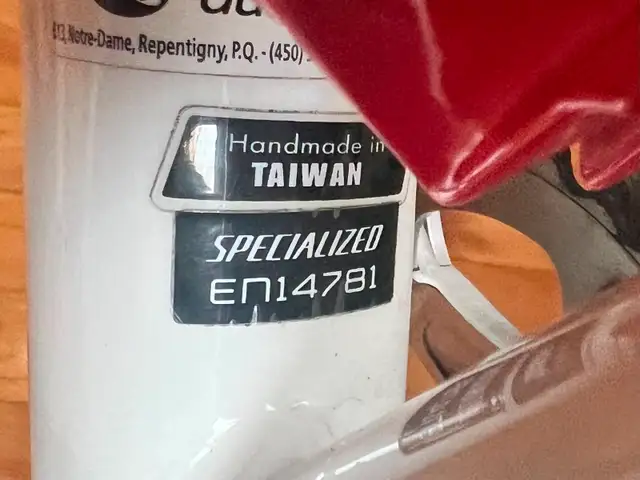 Notre-Dame, Repentigny, P.Q. - (450)
Handmade in
TAIWAN
SPECIALIZED
EN14781